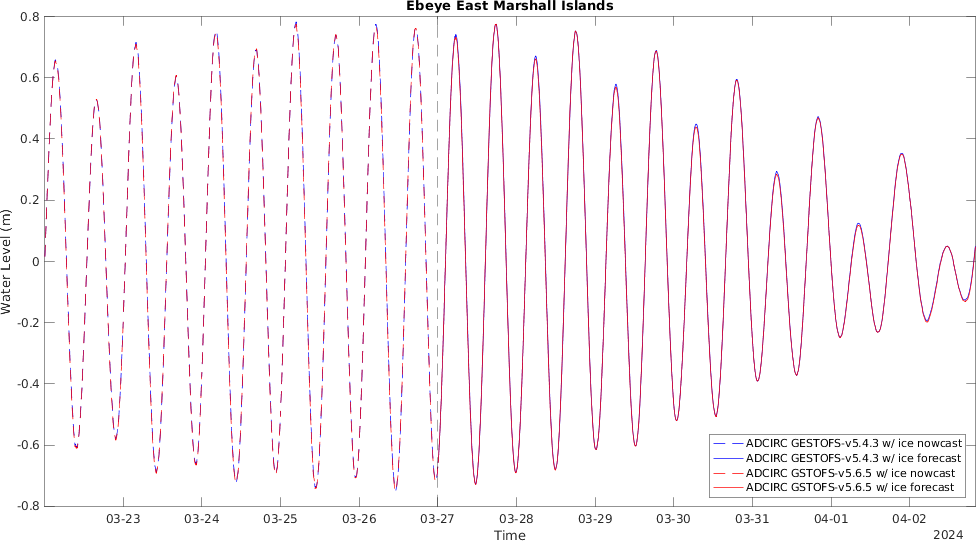 Ebeye East Marshall Islands
0.8
0.6
0.4
0.2
0
-0.2
-0.4
-0.6
-0.8
Water Level (m)
ADCIRC GESTOFS-v5.4.3 w/ ice nowcast
ADCIRC GESTOFS-v5.4.3 w/ ice forecast
ADCIRC GSTOFS-v5.6.5 w/ ice nowcast
ADCIRC GSTOFS-v5.6.5 w/ ice forecast
03-23 03-24 03-25 03-26 03-27 03-28 03-29 03-30 03-31 04-01 04-02
Time
2024